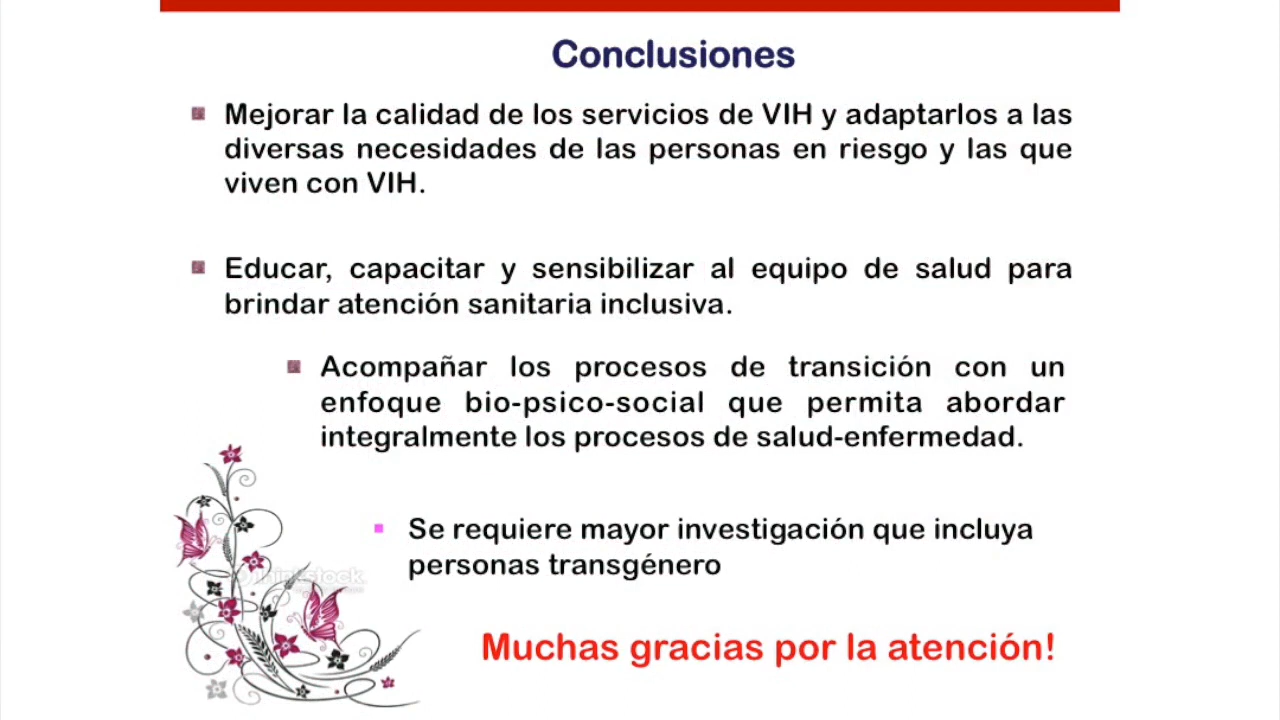 Conclusiones
Mejorar la calidad de los servicios de VIH y adaptarlos a las
diversas necesidades de las personas en riesgo y las que
viven con VIH.
Educar, capacitar y sensibilizar al equipo de salud para
brindar atención sanitaria inclusiva.
Acompañar los procesos de transición con un
enfoque bio-psico-social que permita abordar
integralmente los procesos de salud-enfermedad.
Se requiere mayor investigación que incluya
personas transgénero
Muchas gracias por la atención!